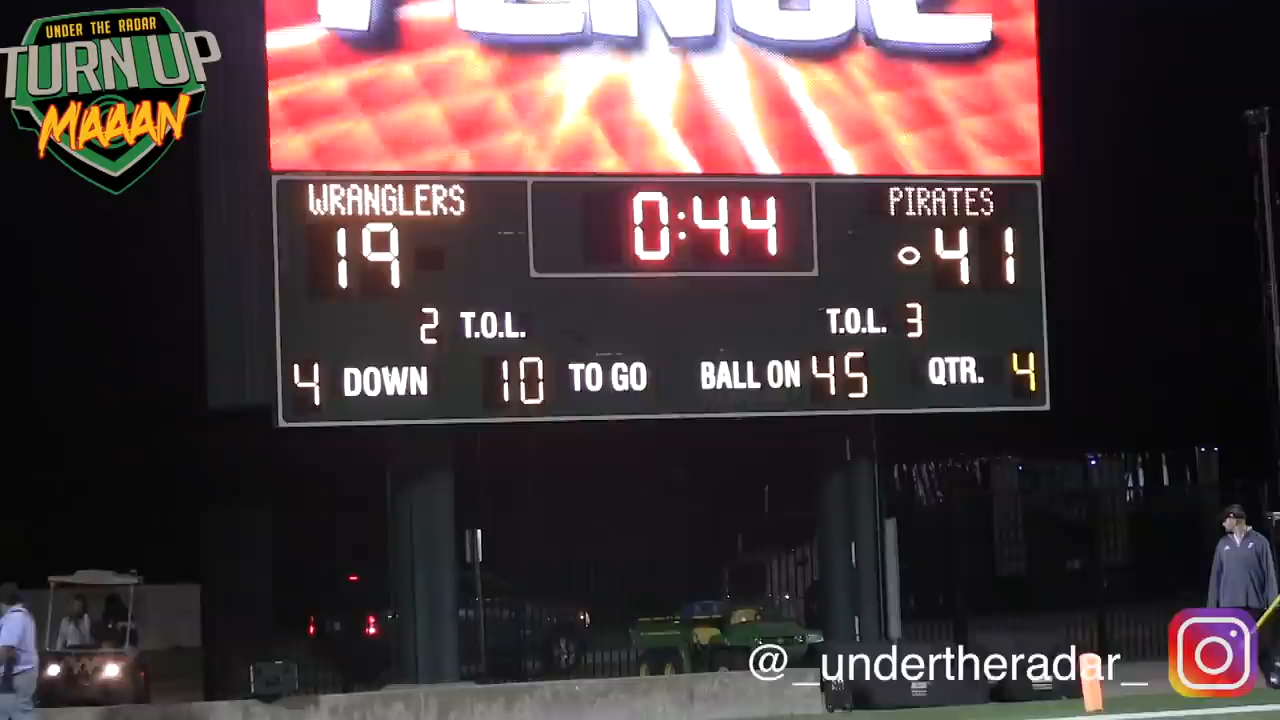 UNDER THE RADAR
TURN UP
MAAAN
WRANGLERS
0:44
PIRATES
19
41
2 T.O.L.
T.O.L. 3
4 DOWN 10 TO GO BALL ON 45 QTR. 4
@_undertheradar_